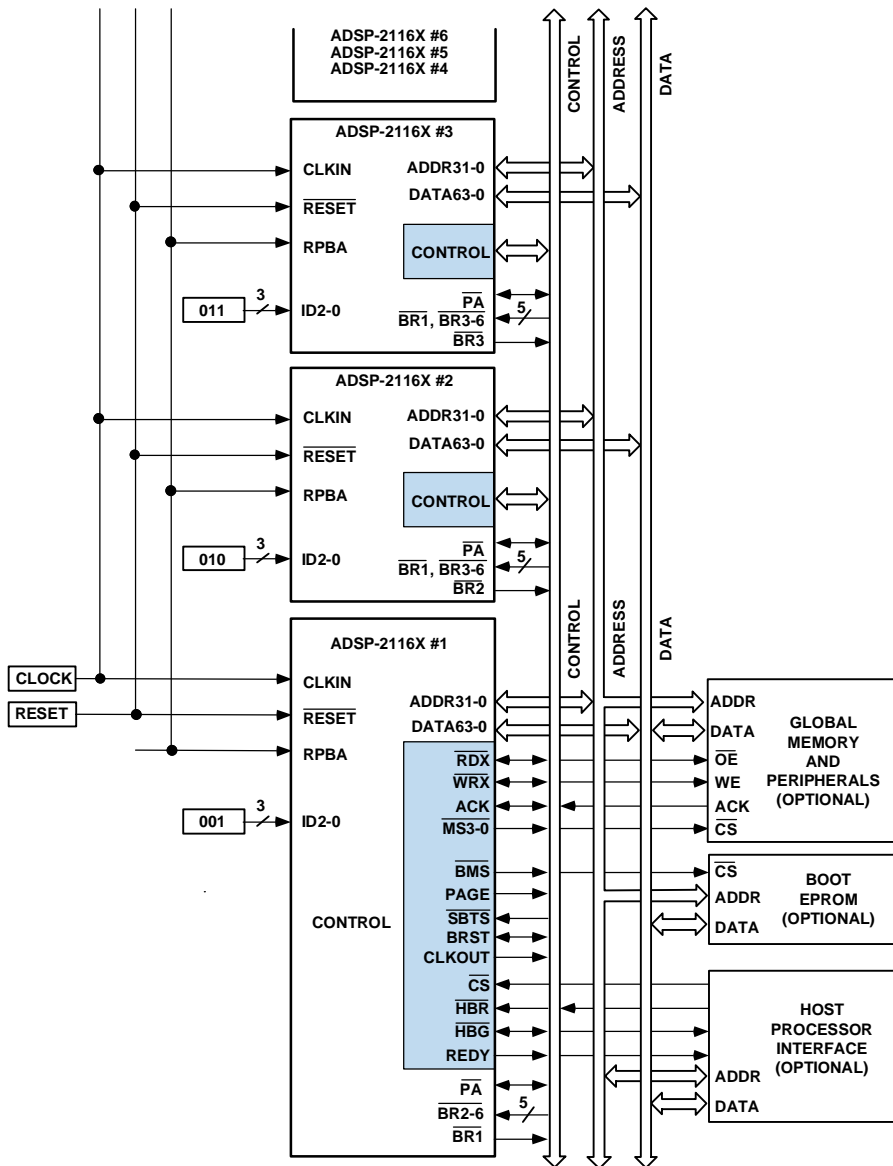 ADSP-2116X #6
ADSP-2116X #5
ADSP-2116X #4
CONTROL
ADDRESS
DATA
ADSP-2116X #3
CLKIN
ADDR31-0
DATA63-0
RESET
RPBA
CONTROL
3
011
ID2-0
PA
5
BR1, BR3-6
BR3
ADSP-2116X #2
CLKIN
ADDR31-0
DATA63-0
RESET
RPBA
CONTROL
3
010
ID2-0
PA
5
BR1, BR3-6
BR2
CONTROL
ADDRESS
DATA
ADSP-2116X #1
CLOCK
CLKIN
RESET
RESET
ADDR31-0
DATA63-0
RPBA
3
001
ID2-0
CONTROL
RDX
WRX
ACK
MS3-0
BMS
PAGE
SBTS
BRST
CLKOUT
CS
HBR
HBG
REDY
PA
5
BR2-6
BR1
ADDR
DATA
OE
WE
ACK
CS
GLOBAL
MEMORY
AND
PERIPHERALS
(OPTIONAL)
CS
ADDR
DATA
BOOT
EPROM
(OPTIONAL)
HOST
PROCESSOR
INTERFACE
(OPTIONAL)
ADDR
DATA